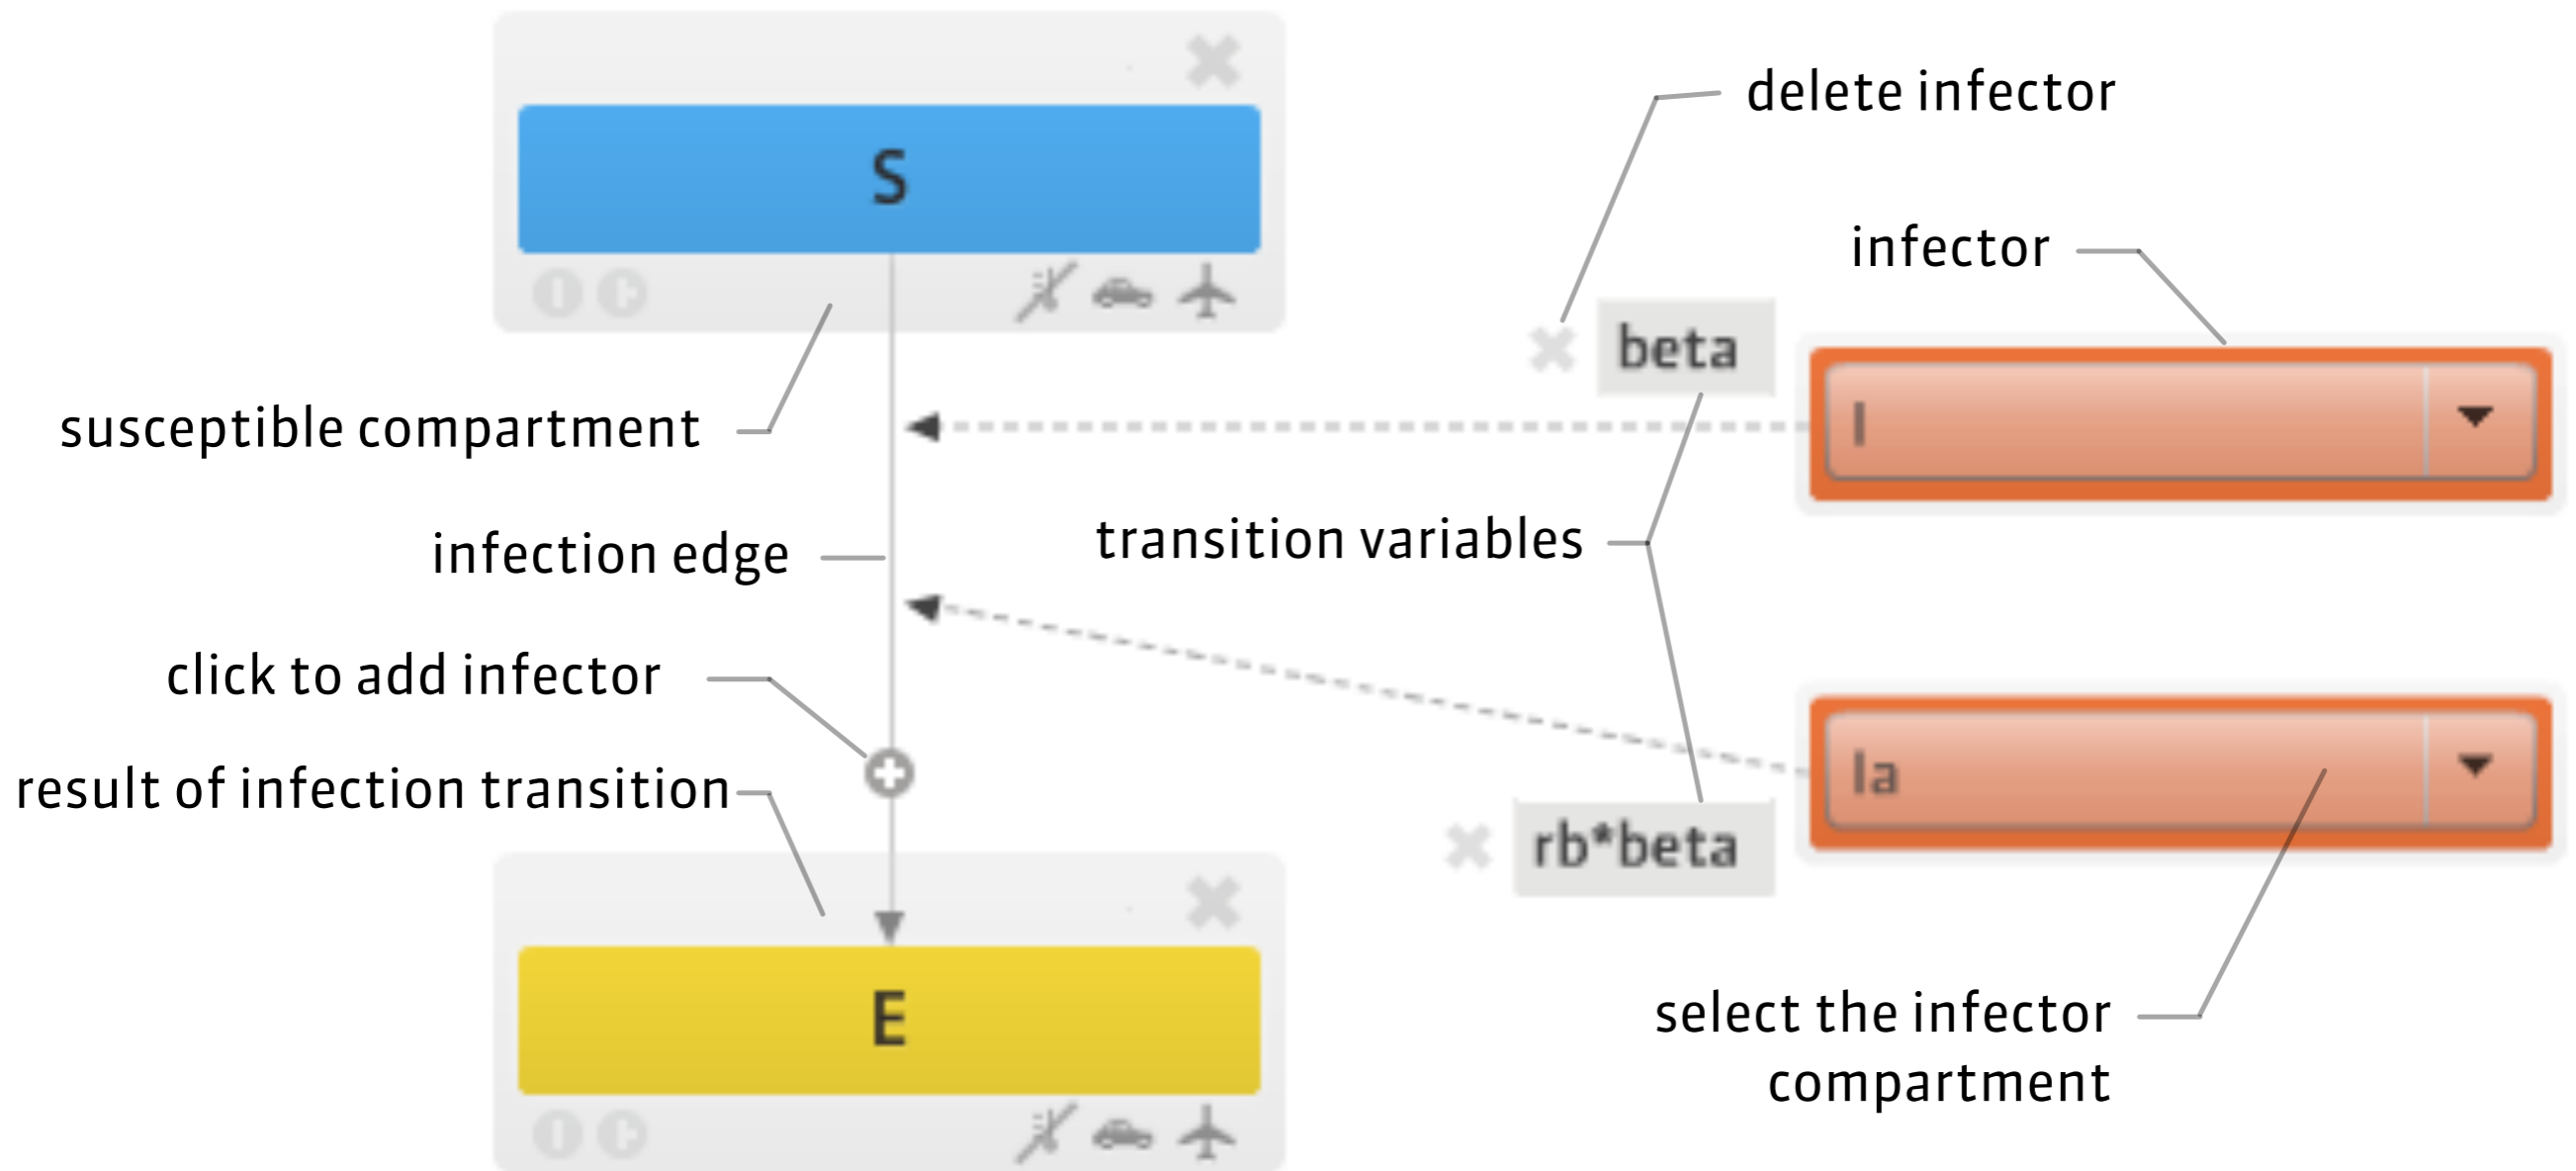 S
delete infector
infector
beta
I
susceptible compartment
transition variables
infection edge
click to add infector
Ia
result of infection transition
rb*beta
E
select the infector
compartment